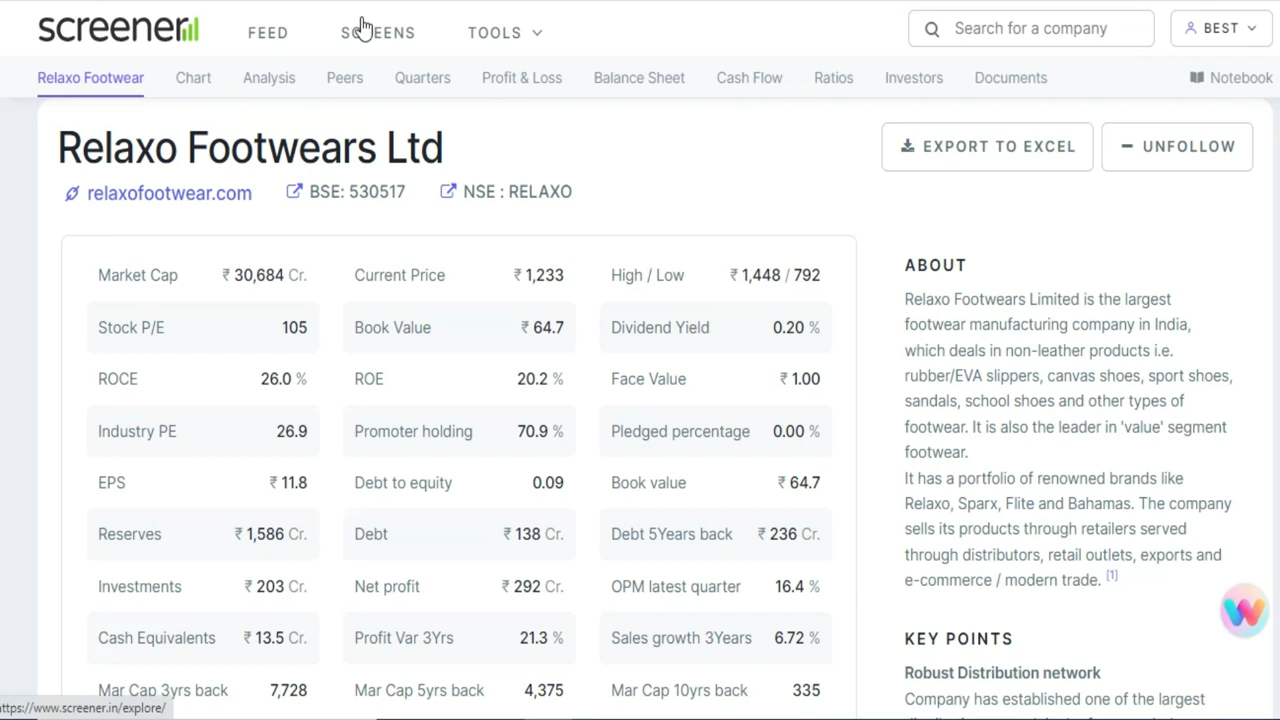 screener FEED SCREENS TOOLS Search for a company BEST
Relaxo Footwear Chart Analysis Peers Quarters Profit & Loss Balance Sheet Cash Flow Ratios Investors Documents Notebook
Relaxo Footwears Ltd
EXPORT TO EXCEL UNFOLLOW
relaxofootwear.com BSE: 530517 NSE : RELAXO
Market Cap ₹ 30,684 Cr. Current Price ₹ 1,233 High / Low ₹ 1,448 / 792
Stock P/E 105 Book Value ₹ 64.7 Dividend Yield 0.20 %
ROCE 26.0 % ROE 20.2 % Face Value ₹ 1.00
Industry PE 26.9 Promoter holding 70.9 % Pledged percentage 0.00 %
EPS ₹ 11.8 Debt to equity 0.09 Book value ₹ 64.7
Reserves ₹ 1,586 Cr. Debt ₹ 138 Cr. Debt 5Years back ₹ 236 Cr.
Investments ₹ 203 Cr. Net profit ₹ 292 Cr. OPM latest quarter 16.4 %
Cash Equivalents ₹ 13.5 Cr. Profit Var 3Yrs 21.3 % Sales growth 3Years 6.72 %
Mar Cap 3yrs back 7,728 Mar Cap 5yrs back 4,375 Mar Cap 10yrs back 335
ABOUT
Relaxo Footwears Limited is the largest
footwear manufacturing company in India,
which deals in non-leather products i.e.
rubber/EVA slippers, canvas shoes, sport shoes,
sandals, school shoes and other types of
footwear. It is also the leader in 'value' segment
footwear.
It has a portfolio of renowned brands like
Relaxo, Sparx, Flite and Bahamas. The company
sells its products through retailers served
through distributors, retail outlets, exports and
e-commerce / modern trade. [1]
KEY POINTS
Robust Distribution network
Company has established one of the largest
https://www.screener.in/explore/